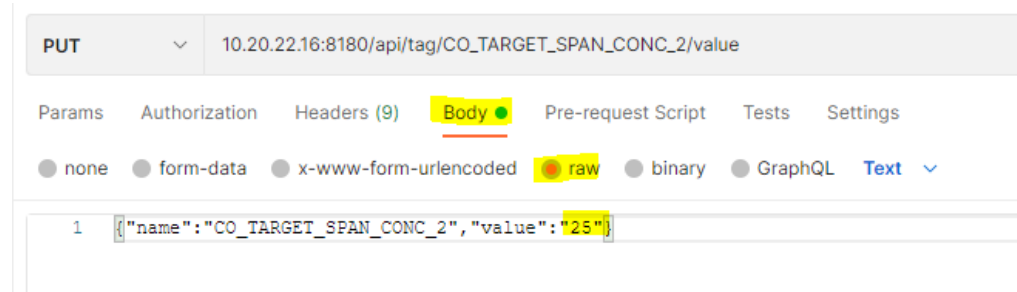 PUT 10.20.22.16:8180/api/tag/CO_TARGET_SPAN_CONC_2/value
Params Authorization Headers (9) Body Pre-request Script Tests Settings
none form-data x-www-form-urlencoded raw binary GraphQL Text
1 {"name":"CO_TARGET_SPAN_CONC_2","value":"25"}